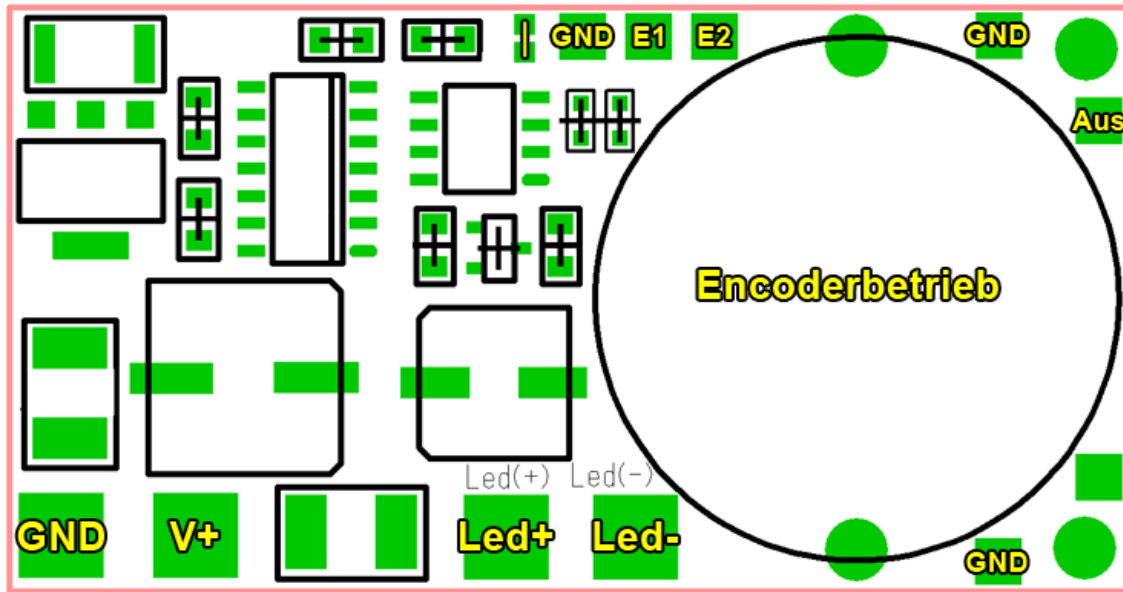 GND E1 E2 GND
Aus
Encoderbetrieb
Led(+) Led(-)
GND V+ Led+ Led-
GND